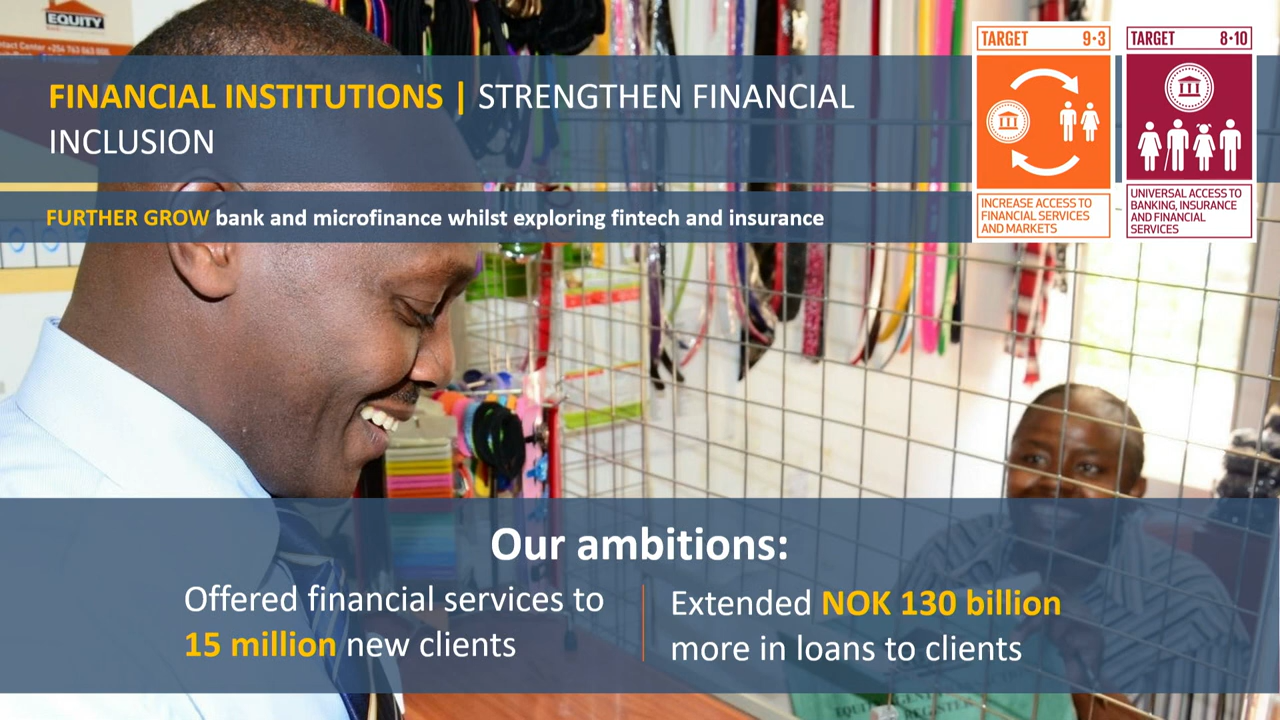 EQUITY
FINANCIAL INSTITUTIONS | STRENGTHEN FINANCIAL
INCLUSION
FURTHER GROW bank and microfinance whilst exploring fintech and insurance
TARGET 9•3
INCREASE ACCESS TO
FINANCIAL SERVICES
AND MARKETS
TARGET 8•10
UNIVERSAL ACCESS TO
BANKING, INSURANCE
AND FINANCIAL
SERVICES
Our ambitions:
Offered financial services to
15 million new clients
Extended NOK 130 billion
more in loans to clients
REGISTER